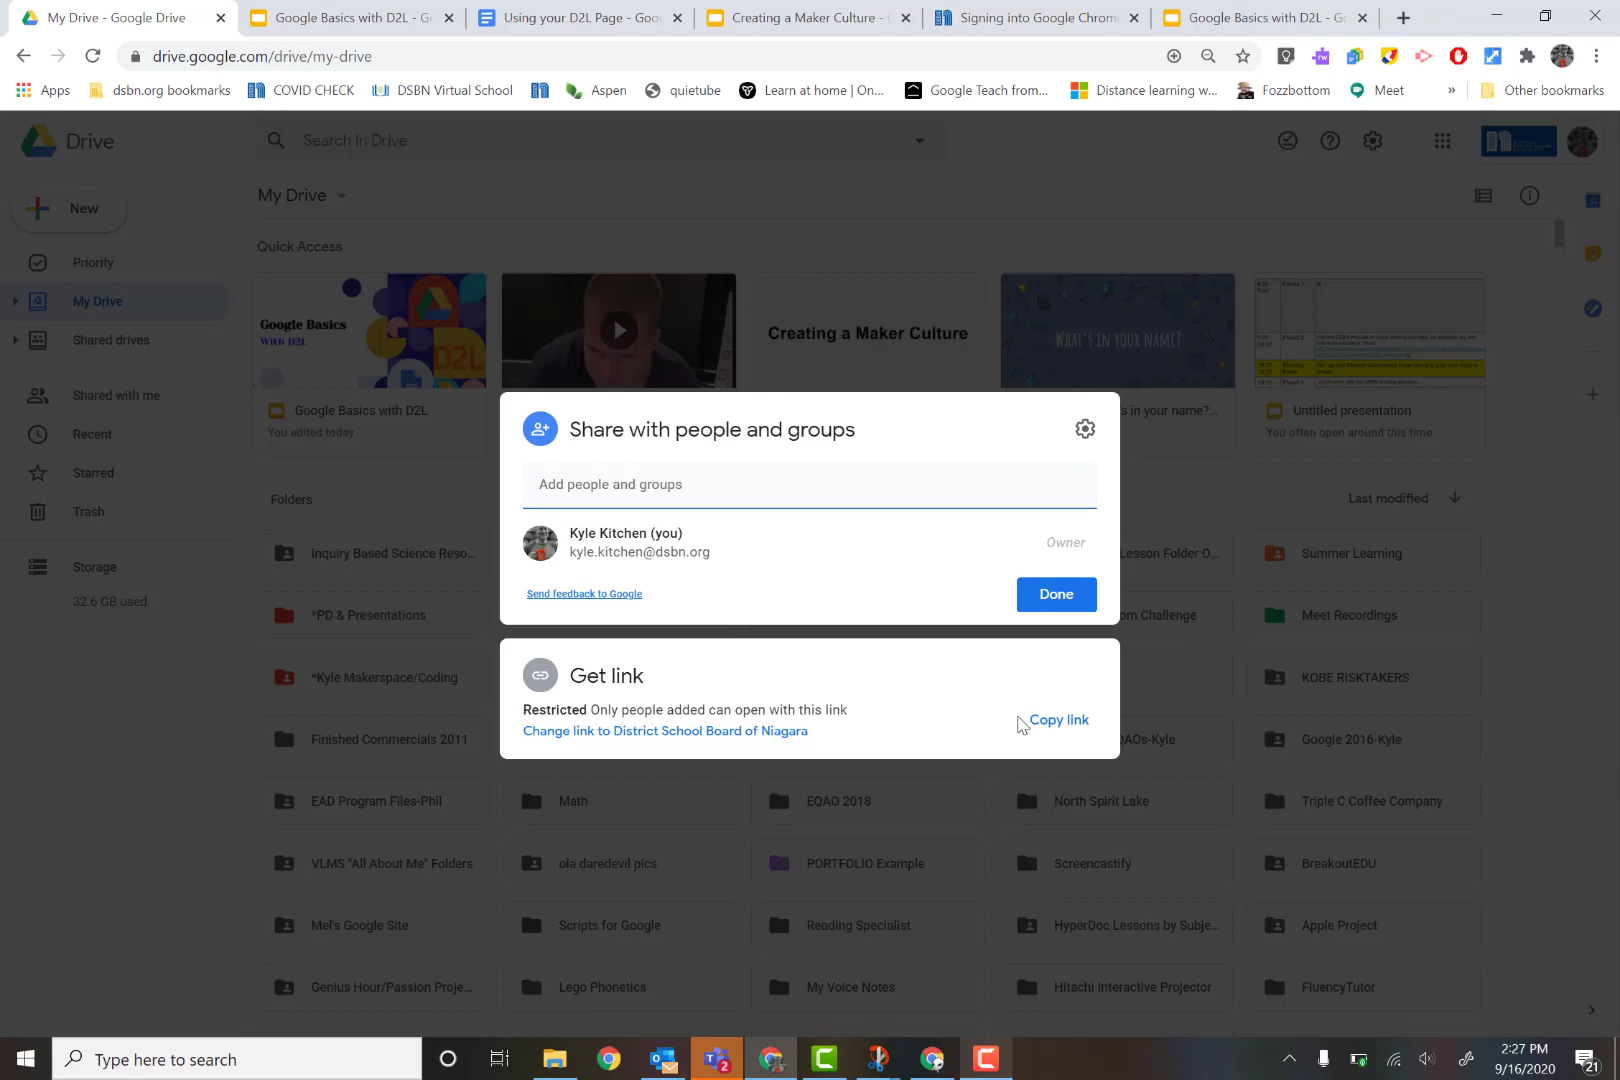 My Drive - Google Drive
Google Basics with D2L - Go
Using your D2L Page - Goog
Creating a Maker Culture -
Signing into Google Chrom
Google Basics with D2L - Go
drive.google.com/drive/my-drive
Apps
dsbn.org bookmarks
COVID CHECK
DSBN Virtual School
Aspen
quietube
Learn at home | On...
Google Teach from...
Distance learning w...
Fozzbottom
Meet
»
Other bookmarks
Drive
Search in Drive
New
My Drive
Priority
My Drive
Shared drives
Shared with me
Recent
Starred
Trash
Storage
32.6 GB used
Quick Access
Google Basics
With D2L
D2L
Creating a Maker Culture
WHAT'S IN YOUR NAME?
Period 1
Period 2
Google Basics with D2L
You edited today
s in your name?...
Untitled presentation
You often open around this time
Folders
Last modified
Share with people and groups
Add people and groups
Kyle Kitchen (you)
kyle.kitchen@dsbn.org
Owner
Send feedback to Google
Done
Get link
Restricted Only people added can open with this link
Change link to District School Board of Niagara
Copy link
Inquiry Based Science Reso...
Lesson Folder O...
Summer Learning
*PD & Presentations
om Challenge
Meet Recordings
*Kyle Makerspace/Coding
KOBE RISKTAKERS
Finished Commercials 2011
QAOs-Kyle
Google 2016-Kyle
EAD Program Files-Phil
Math
EQAO 2018
North Spirit Lake
Triple C Coffee Company
VLMS "All About Me" Folders
ola daredevil pics
PORTFOLIO Example
Screencastify
BreakoutEDU
Mel's Google Site
Scripts for Google
Reading Specialist
HyperDoc Lessons by Subje...
Apple Project
Genius Hour/Passion Proje...
Lego Phonetics
My Voice Notes
Hitachi Interactive Projector
FluencyTutor
Type here to search
2
2:27 PM
9/16/2020
21